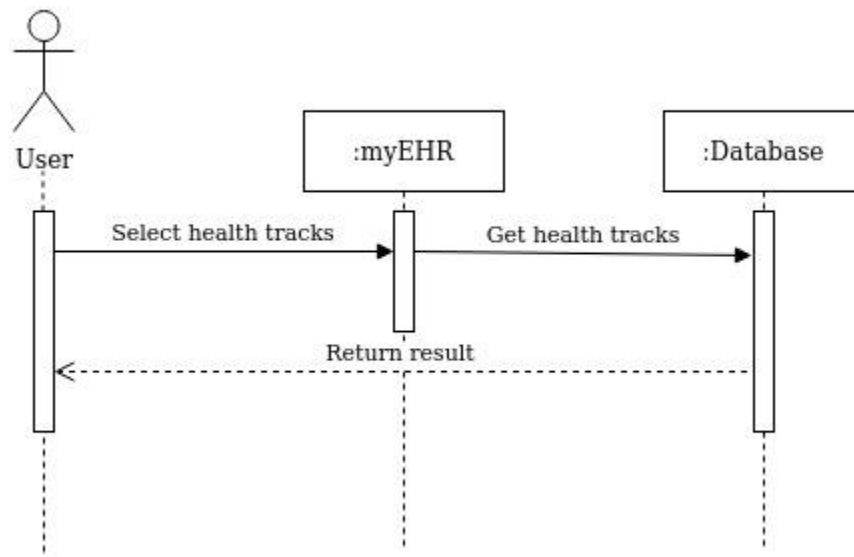 User
:myEHR
:Database
Select health tracks
Get health tracks
Return result